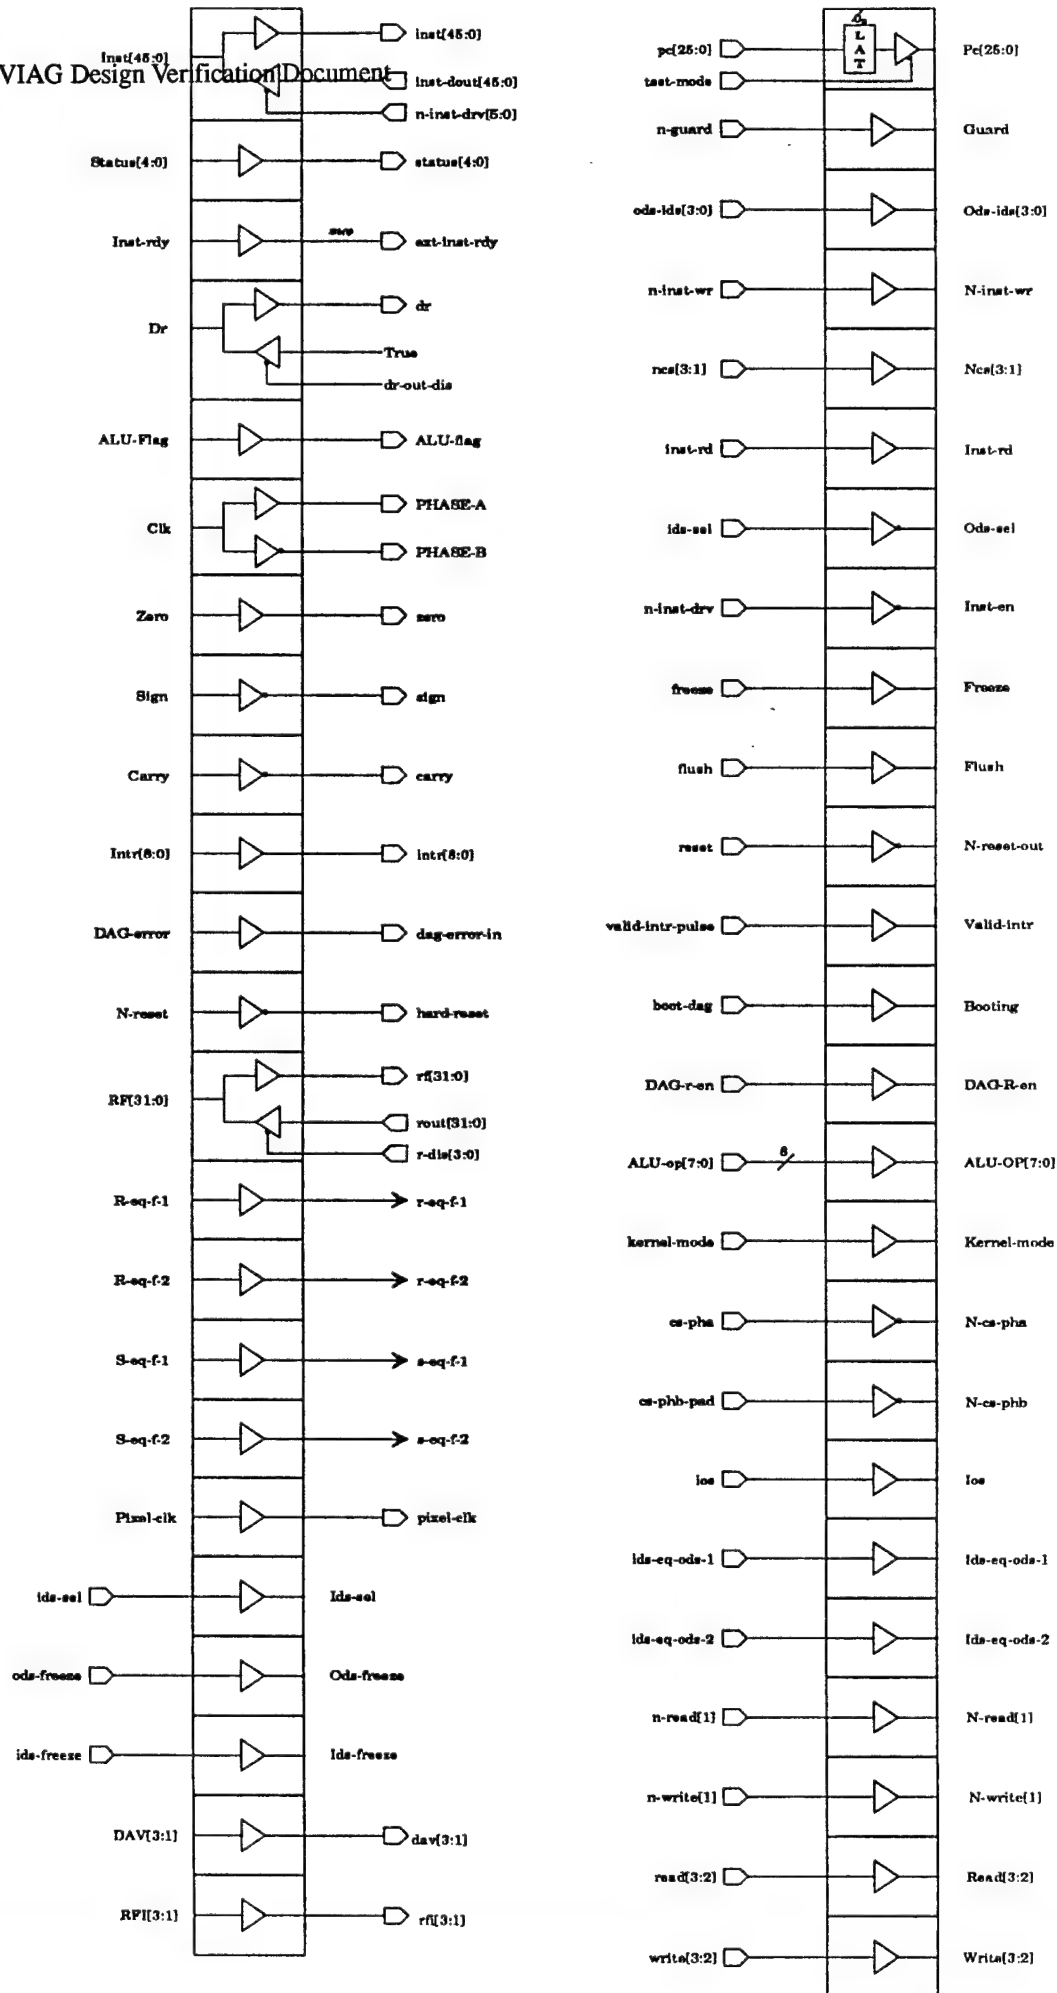 Inst[45:0]
inst[45:0]
VIAG Design Verification Document
inst-dout[45:0]
n-inst-drv[5:0]
Status[4:0]
status[4:0]
Inst-rdy
ext-inst-rdy
Dr
dr
True
dr-out-dis
ALU-Flag
ALU-flag
Clk
PHASE-A
PHASE-B
Zero
zero
Sign
sign
Carry
carry
Intr[8:0]
intr[8:0]
DAG-error
dag-error-in
N-reset
hard-reset
RF[31:0]
rf[31:0]
rout[31:0]
r-dis[3:0]
R-eq-f-1
r-eq-f-1
R-eq-f-2
r-eq-f-2
S-eq-f-1
s-eq-f-1
S-eq-f-2
s-eq-f-2
Pixel-clk
pixel-clk
ids-sel
Ids-sel
ods-freeze
Ods-freeze
ids-freeze
Ids-freeze
DAV[3:1]
dav[3:1]
RFI[3:1]
rfi[3:1]
pc[25:0]
L
A
T
Pc[25:0]
test-mode
n-guard
Guard
ods-ids[3:0]
Ods-ids[3:0]
n-inst-wr
N-inst-wr
ncs[3:1]
Ncs[3:1]
inst-rd
Inst-rd
ids-sel
Ods-sel
n-inst-drv
Inst-en
freeze
Freeze
flush
Flush
reset
N-reset-out
valid-intr-pulse
Valid-intr
boot-dag
Booting
DAG-r-en
DAG-R-en
ALU-op[7:0]
8
ALU-OP[7:0]
kernel-mode
Kernel-mode
cs-pha
N-cs-pha
cs-phb-pad
N-cs-phb
ios
Ios
ids-eq-ods-1
Ids-eq-ods-1
ids-eq-ods-2
Ids-eq-ods-2
n-read[1]
N-read[1]
n-write[1]
N-write[1]
read[3:2]
Read[3:2]
write[3:2]
Write[3:2]